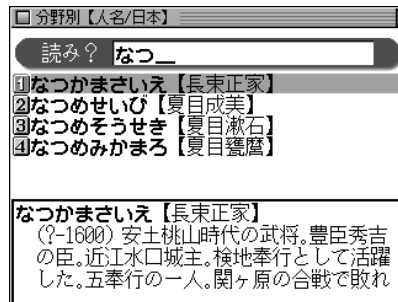 分野別【人名/日本】
読み? なつ__
1なつかまさいえ【長束正家】
2なつめせいび【夏目成美】
3なつめそうせき【夏目漱石】
4なつめみかまろ【夏目甕麿】
なつかまさいえ【長束正家】
(?-1600) 安土桃山時代の武将。豊臣秀吉
の臣。近江水口城主。検地奉行として活躍
した。五奉行の一人。関ヶ原の合戦で敗れ